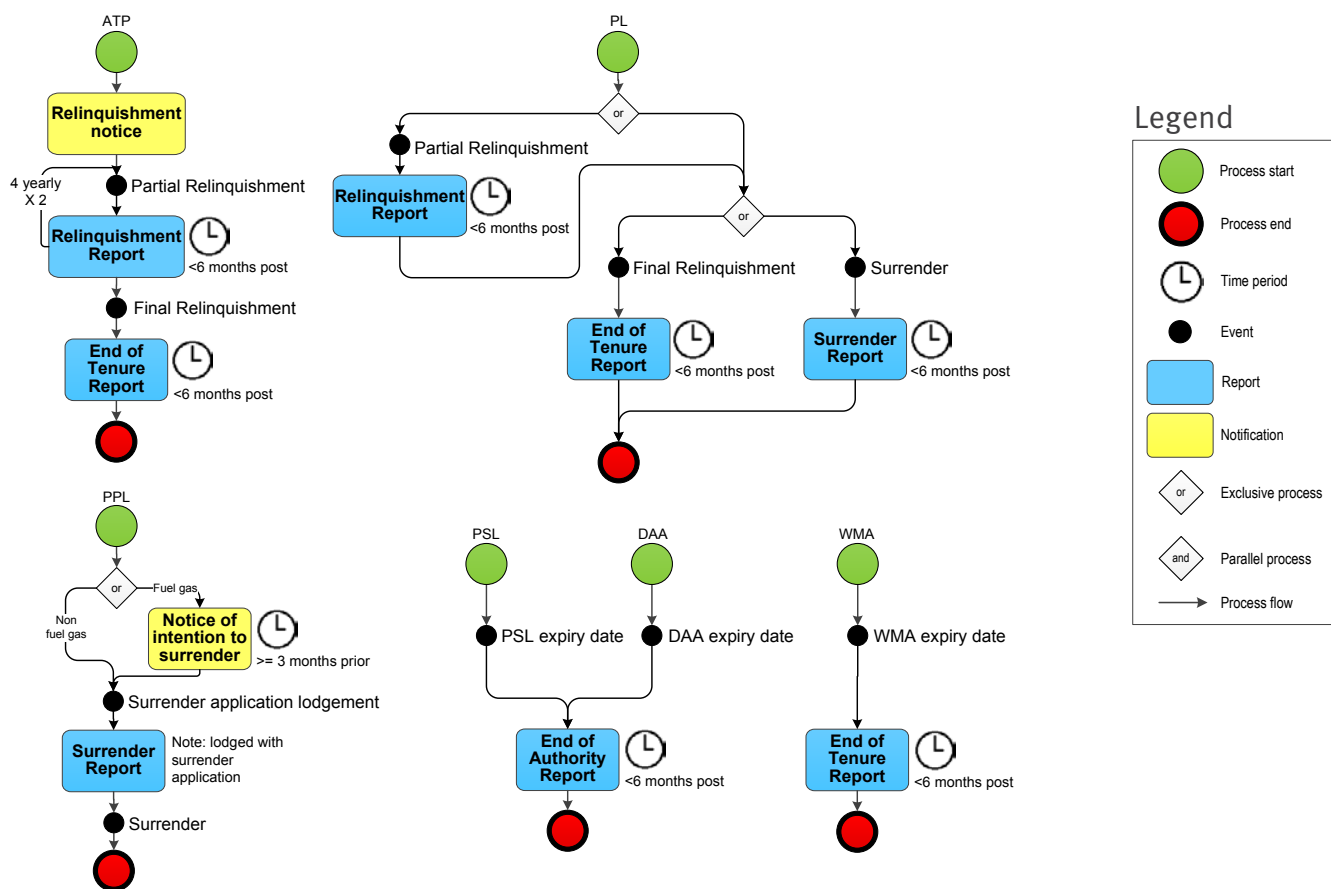 ATP
Relinquishment
notice
4 yearly
X 2
Partial Relinquishment
Relinquishment
Report
<6 months post
Final Relinquishment
End of
Tenure
Report
<6 months post
PL
or
Partial Relinquishment
Relinquishment
Report
<6 months post
or
Final Relinquishment
Surrender
End of
Tenure
Report
<6 months post
Surrender
Report
<6 months post
PPL
or
Fuel gas
Non
fuel gas
Notice of
intention to
surrender
>= 3 months prior
Surrender application lodgement
Surrender
Report
Note: lodged with
surrender
application
Surrender
PSL
DAA
PSL expiry date
DAA expiry date
End of
Authority
Report
<6 months post
WMA
WMA expiry date
End of
Tenure
Report
<6 months post
Legend
Process start
Process end
Time period
Event
Report
Notification
or
Exclusive process
and
Parallel process
Process flow